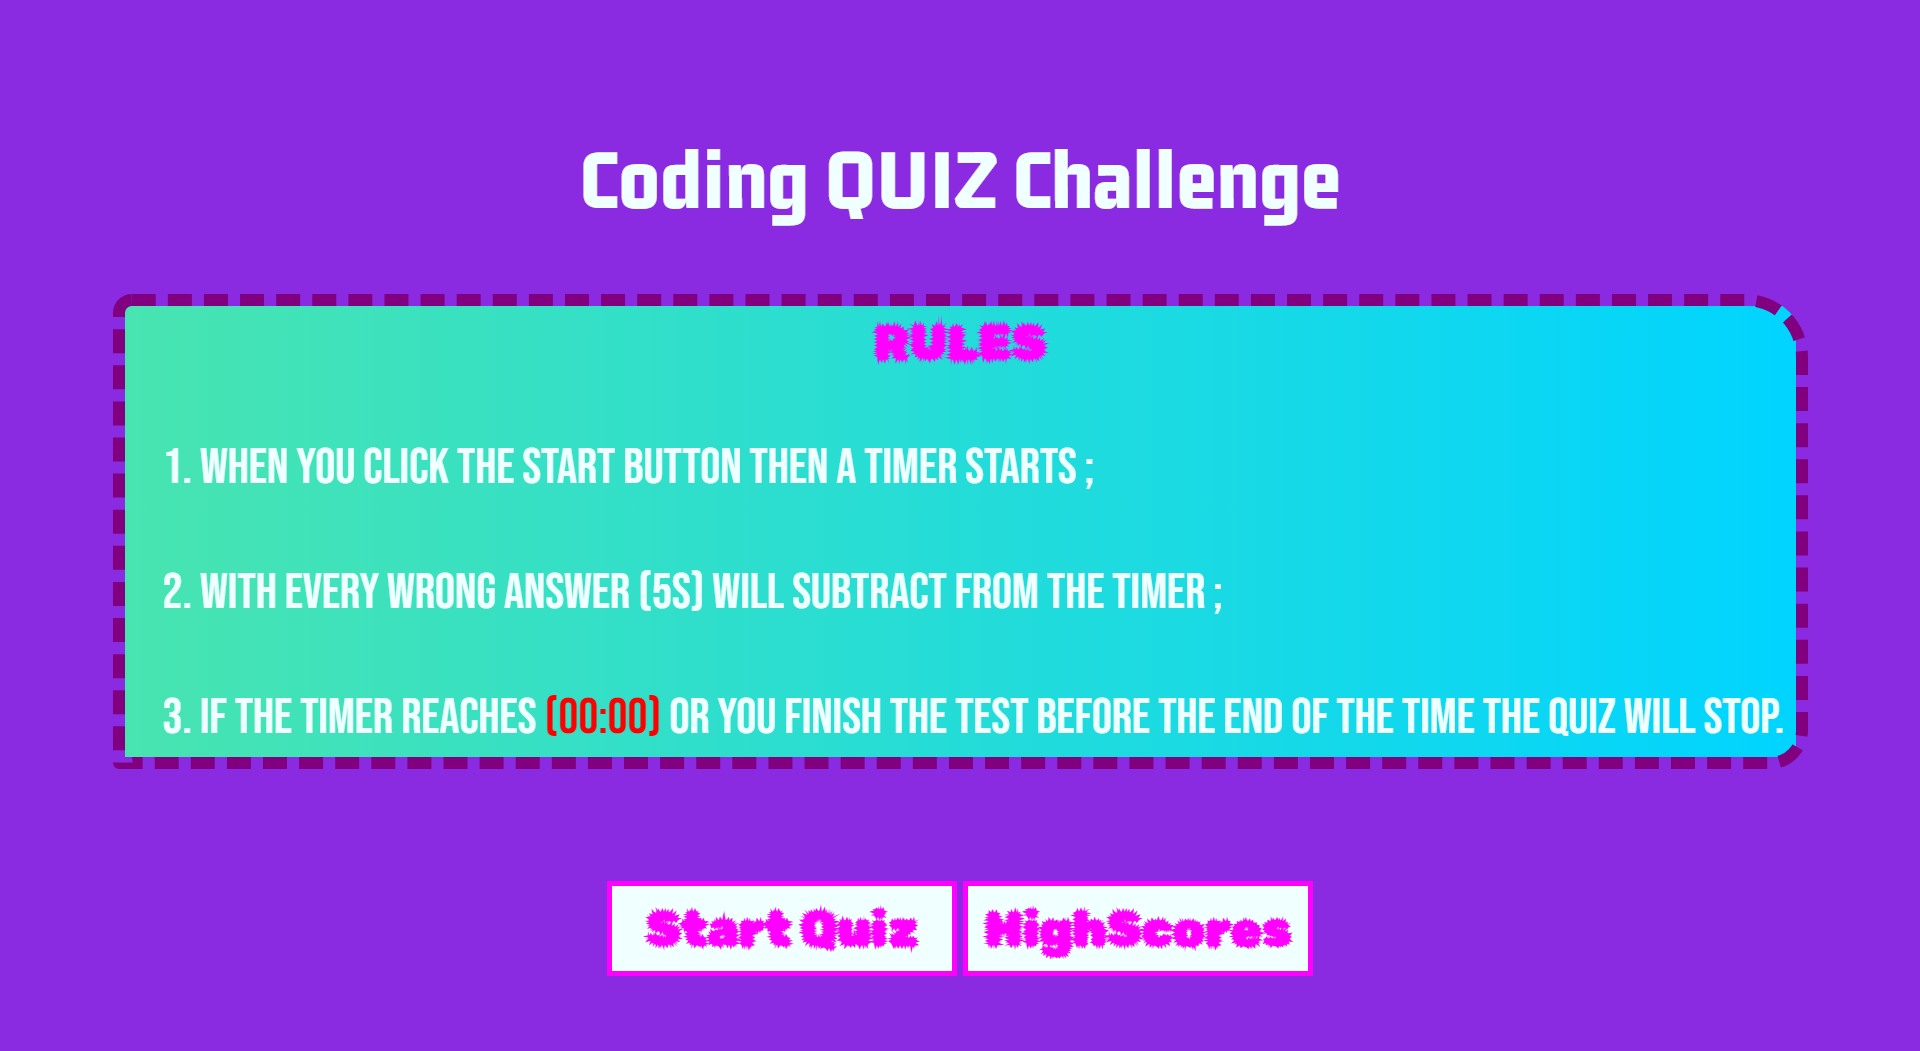 Coding QUIZ Challenge
RULES
1. WHEN YOU CLICK THE START BUTTON THEN A TIMER STARTS ;
2. WITH EVERY WRONG ANSWER (5S) WILL SUBTRACT FROM THE TIMER ;
3. IF THE TIMER REACHES (00:00) OR YOU FINISH THE TEST BEFORE THE END OF THE TIME THE QUIZ WILL STOP.
Start Quiz
HighScores